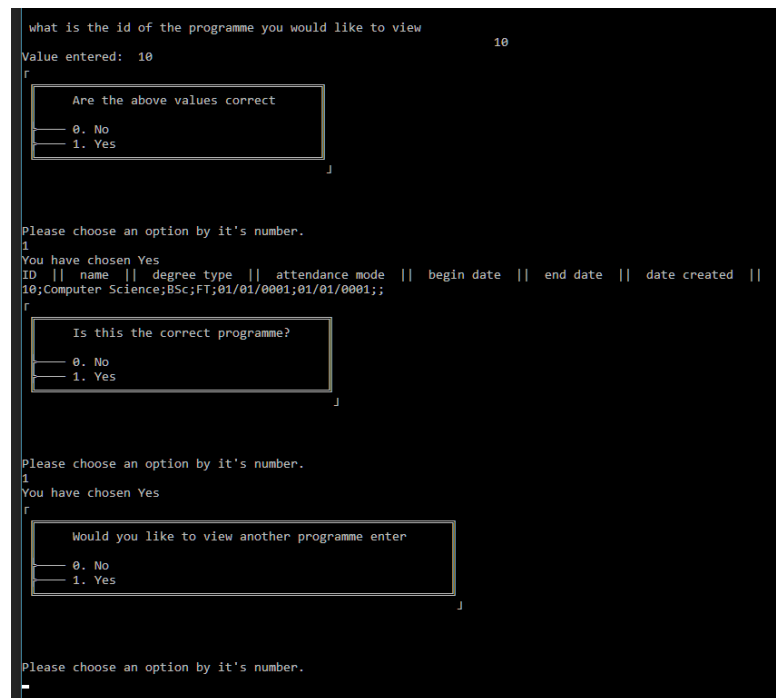 what is the id of the programme you would like to view
10
Value entered:  10
Are the above values correct
0. No
1. Yes
Please choose an option by it's number.
1
You have chosen Yes
ID  ||  name  ||  degree type  ||  attendance mode  ||  begin date  ||  end date  ||  date created  ||
10;Computer Science;BSc;FT;01/01/0001;01/01/0001;;
Is this the correct programme?
0. No
1. Yes
Please choose an option by it's number.
1
You have chosen Yes
Would you like to view another programme enter
0. No
1. Yes
Please choose an option by it's number.